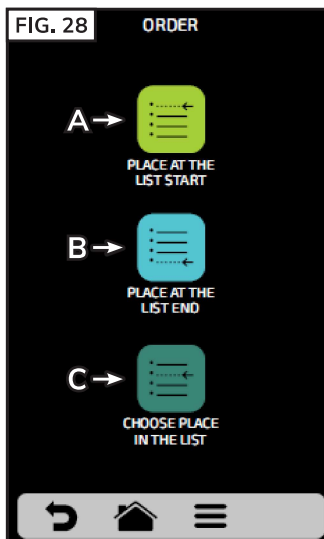 FIG. 28
ORDER
A
PLACE AT THE
LIST START
B
PLACE AT THE
LIST END
C
CHOOSE PLACE
IN THE LIST